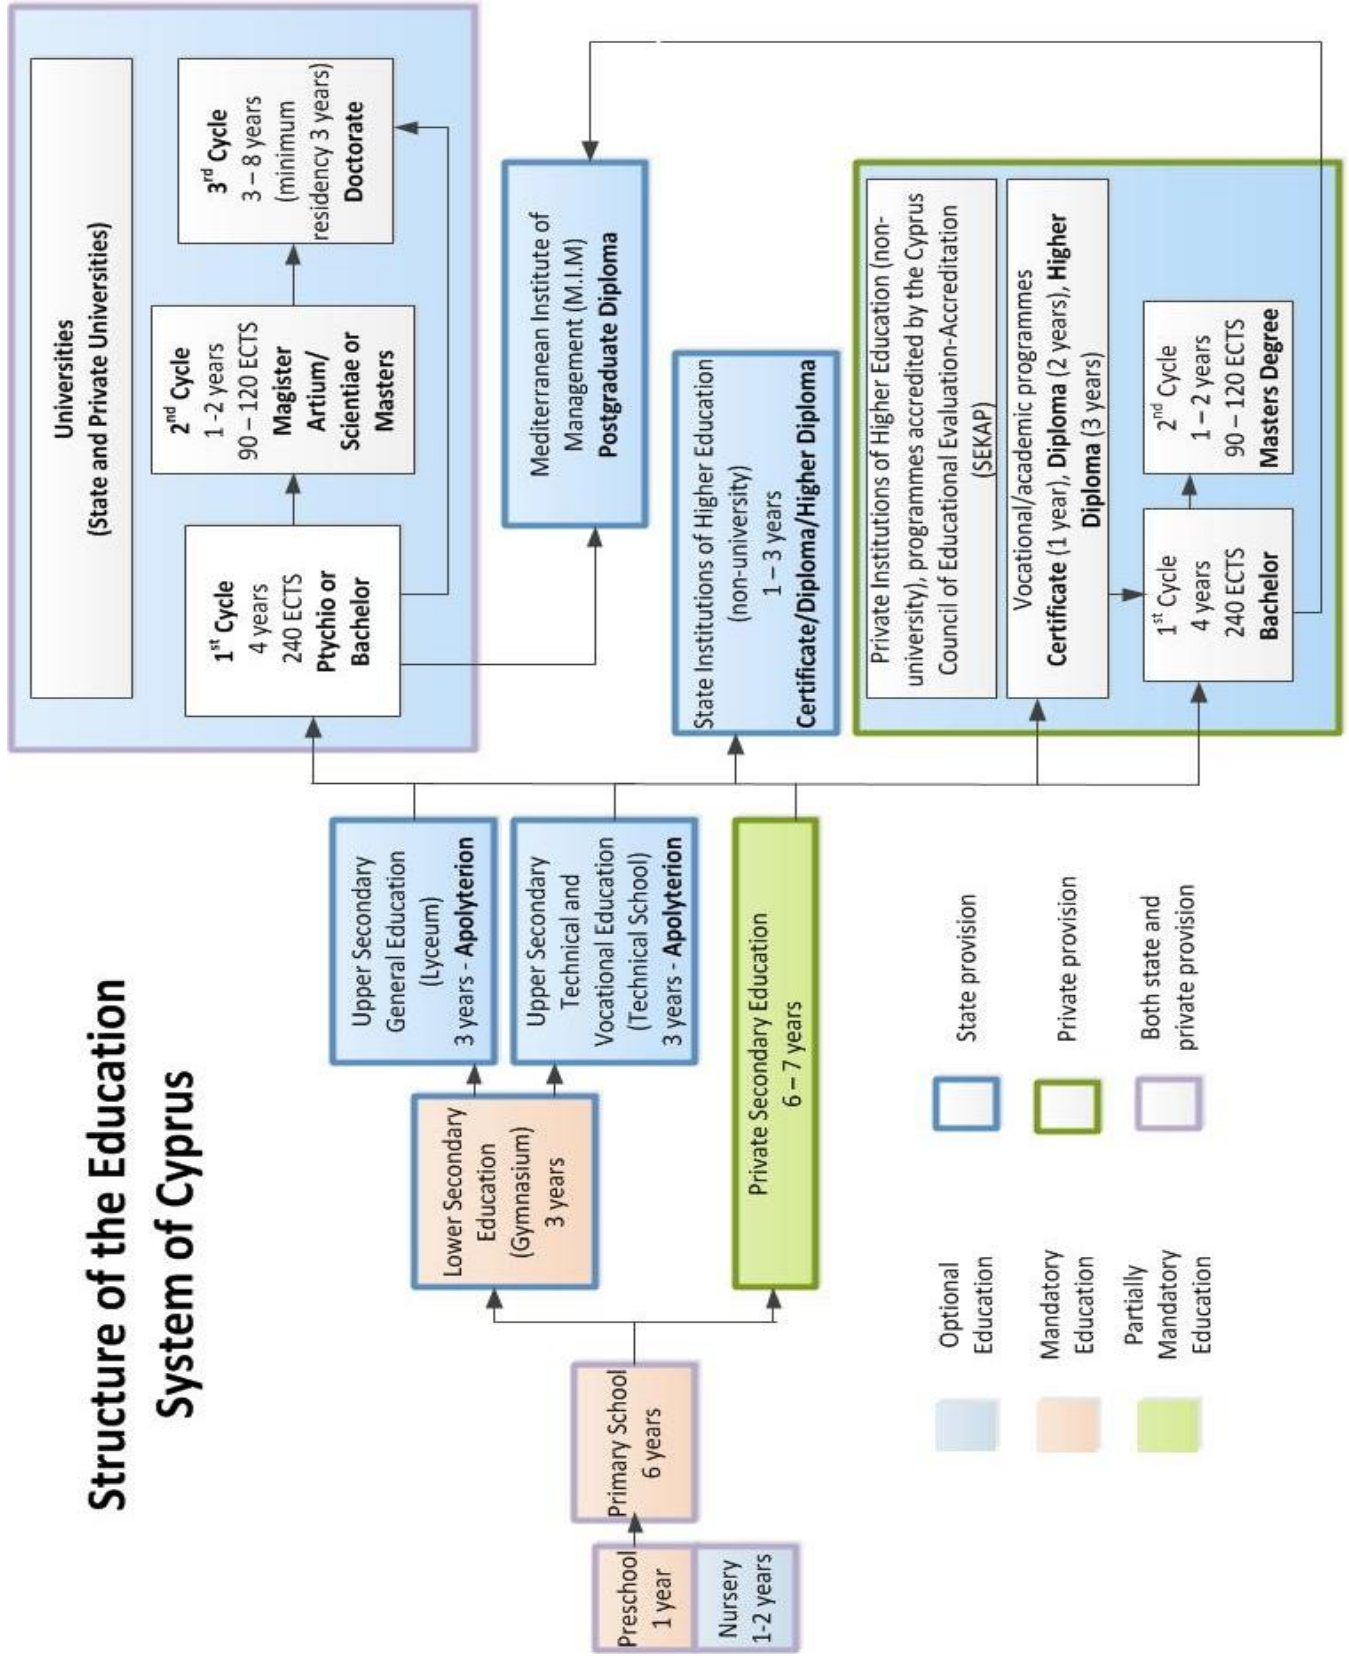 Structure of the Education
System of Cyprus
Preschool
1 year
Nursery
1-2 years
Primary School
6 years
Lower Secondary
Education
(Gymnasium)
3 years
Private Secondary Education
6 – 7 years
Upper Secondary
General Education
(Lyceum)
3 years - Apolyterion
Upper Secondary
Technical and
Vocational Education
(Technical School)
3 years - Apolyterion
Universities
(State and Private Universities)
1st Cycle
4 years
240 ECTS
Ptychio or
Bachelor
2nd Cycle
1 -2 years
90 – 120 ECTS
Magister
Artium/
Scientiae or
Masters
3rd Cycle
3 – 8 years
(minimum
residency 3 years)
Doctorate
Mediterranean Institute of
Management (M.I.M)
Postgraduate Diploma
State Institutions of Higher Education
(non-university)
1 – 3 years
Certificate/Diploma/Higher Diploma
Private Institutions of Higher Education (non-
university), programmes accredited by the Cyprus
Council of Educational Evaluation-Accreditation
(SEKAP)
Vocational/academic programmes
Certificate (1 year), Diploma (2 years), Higher
Diploma (3 years)
1st Cycle
4 years
240 ECTS
Bachelor
2nd Cycle
1 – 2 years
90 – 120 ECTS
Masters Degree
Optional
Education
Mandatory
Education
Partially
Mandatory
Education
State provision
Private provision
Both state and
private provision